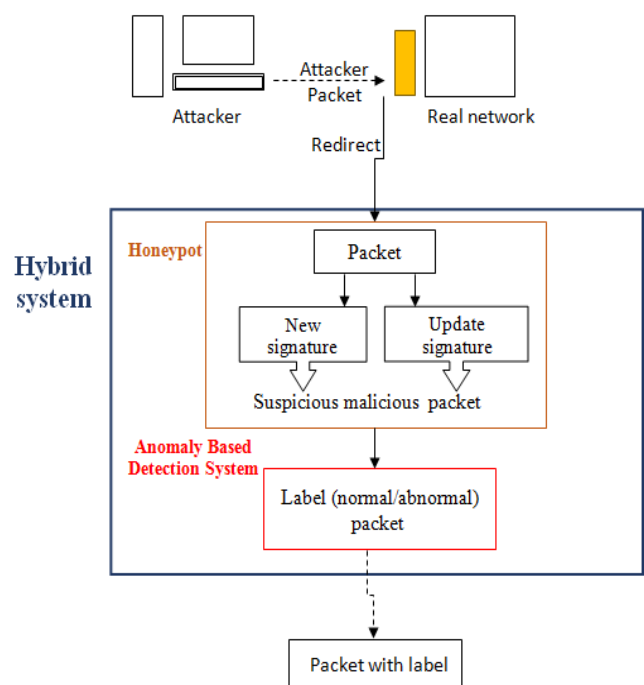 Attacker
Packet
Attacker
Real network
Redirect
Hybrid
system
Honeypot
Packet
New
signature
Update
signature
Suspicious malicious packet
Anomaly Based
Detection System
Label (normal/abnormal)
packet
Packet with label